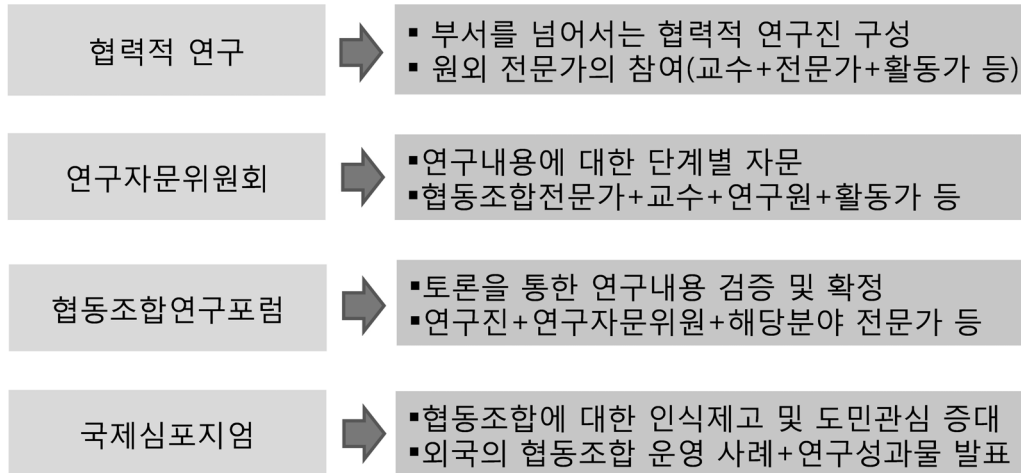 협력적 연구
▪ 부서를 넘어서는 협력적 연구진 구성
▪ 원외 전문가의 참여(교수+전문가+활동가 등)
연구자문위원회
▪연구내용에 대한 단계별 자문
▪협동조합전문가+교수+연구원+활동가 등
협동조합연구포럼
▪토론을 통한 연구내용 검증 및 확정
▪연구진+연구자문위원+해당분야 전문가 등
국제심포지엄
▪협동조합에 대한 인식제고 및 도민관심 증대
▪외국의 협동조합 운영 사례+연구성과물 발표